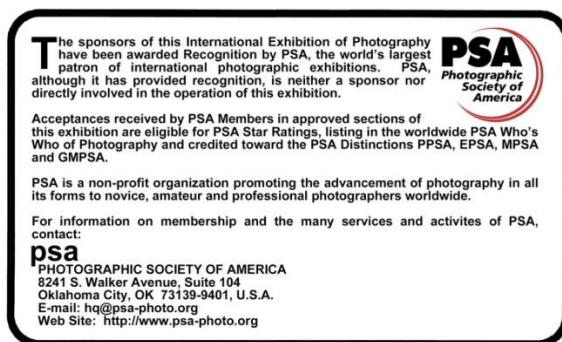 The sponsors of this International Exhibition of Photography
have been awarded Recognition by PSA, the world's largest
patron of international photographic exhibitions. PSA,
although it has provided recognition, is neither a sponsor nor
directly involved in the operation of this exhibition.
PSA
Photographic
Society of
America
Acceptances received by PSA Members in approved sections of
this exhibition are eligible for PSA Star Ratings, listing in the worldwide PSA Who's
Who of Photography and credited toward the PSA Distinctions PPSA, EPSA, MPSA
and GMPSA.
PSA is a non-profit organization promoting the advancement of photography in all
its forms to novice, amateur and professional photographers worldwide.
For information on membership and the many services and activites of PSA,
contact:
psa
PHOTOGRAPHIC SOCIETY OF AMERICA
8241 S. Walker Avenue, Suite 104
Oklahoma City, OK 73139-9401, U.S.A.
E-mail: hq@psa-photo.org
Web Site: http://www.psa-photo.org